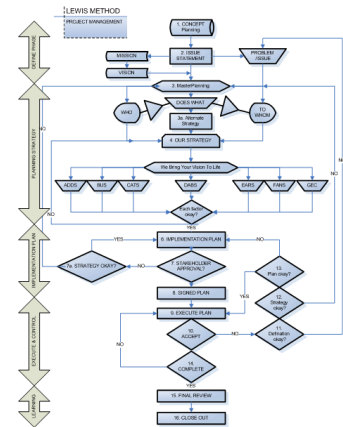 LEWIS METHOD
PROJECT MANAGEMENT
DEFINE PHASE
PLANNING STRATEGY
IMPLEMENTATION PLAN
EXECUTE & CONTROL
LEARNING
1. CONCEPT
Planning
MISSION
2. ISSUE
STATEMENT
PROBLEM
/ISSUE
VISION
3. MasterPlanning
DOES WHAT
WHO
TO
WHOM
3a. Alternate
Strategy
NO
4 OUR STRATEGY
We Bring Your Vision To Life
ADDS
BUS
CATS
DABS
EARS
FANS
GEC
NO
NO
Each Ballot
okay?
YES
YES
6. IMPLEMENTATION PLAN
NO
7a. STRATEGY OKAY?
NO
7. STAKEHOLDER
APPROVAL?
13.
Plan okay?
8. SIGNED PLAN
YES
12.
Strategy
okay?
9. EXECUTE PLAN
10.
ACCEPT
NO
11.
Definition
okay?
NO
NO
14.
COMPLETE
15. FINAL REVIEW
16. CLOSE OUT